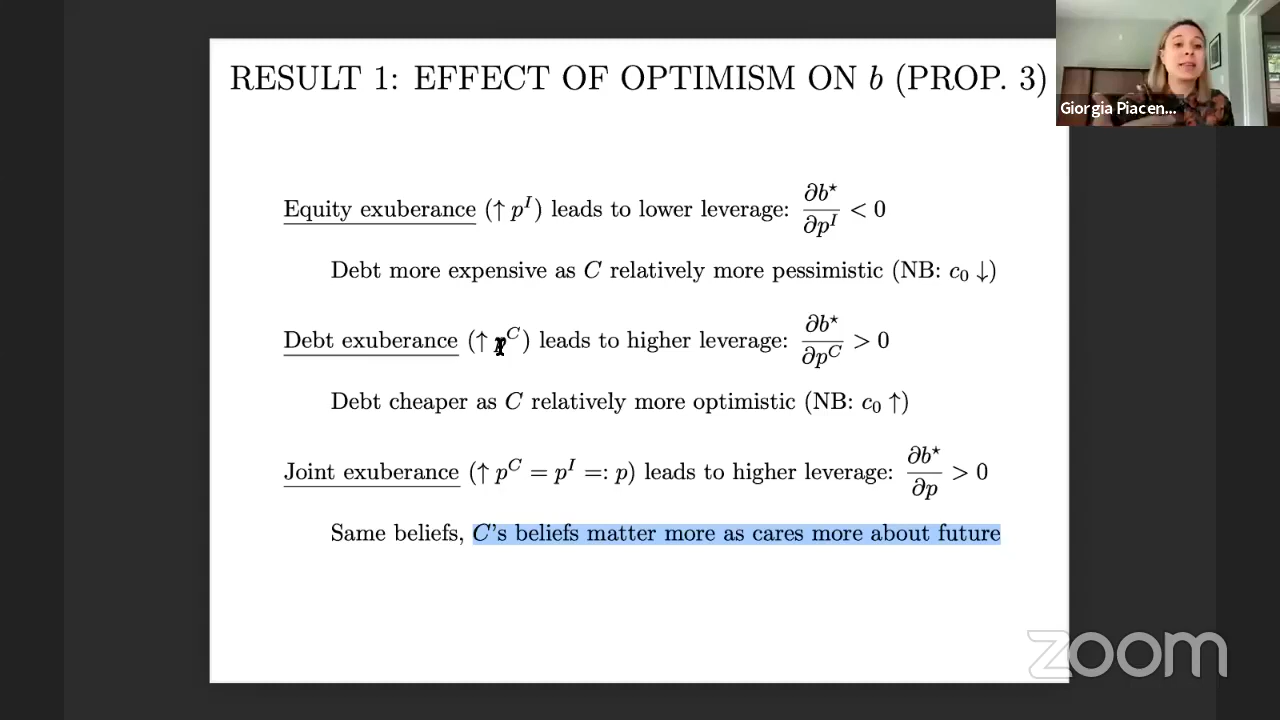 RESULT 1: EFFECT OF OPTIMISM ON b (PROP. 3)
Giorgia Piacen...
Equity exuberance (↑ p^I) leads to lower leverage: ∂b⋆/∂p^I < 0
Debt more expensive as C relatively more pessimistic (NB: c₀ ↓)
Debt exuberance (↑ p^C) leads to higher leverage: ∂b⋆/∂p^C > 0
Debt cheaper as C relatively more optimistic (NB: c₀ ↑)
Joint exuberance (↑ p^C = p^I =: p) leads to higher leverage: ∂b⋆/∂p > 0
Same beliefs, C's beliefs matter more as cares more about future
zoom